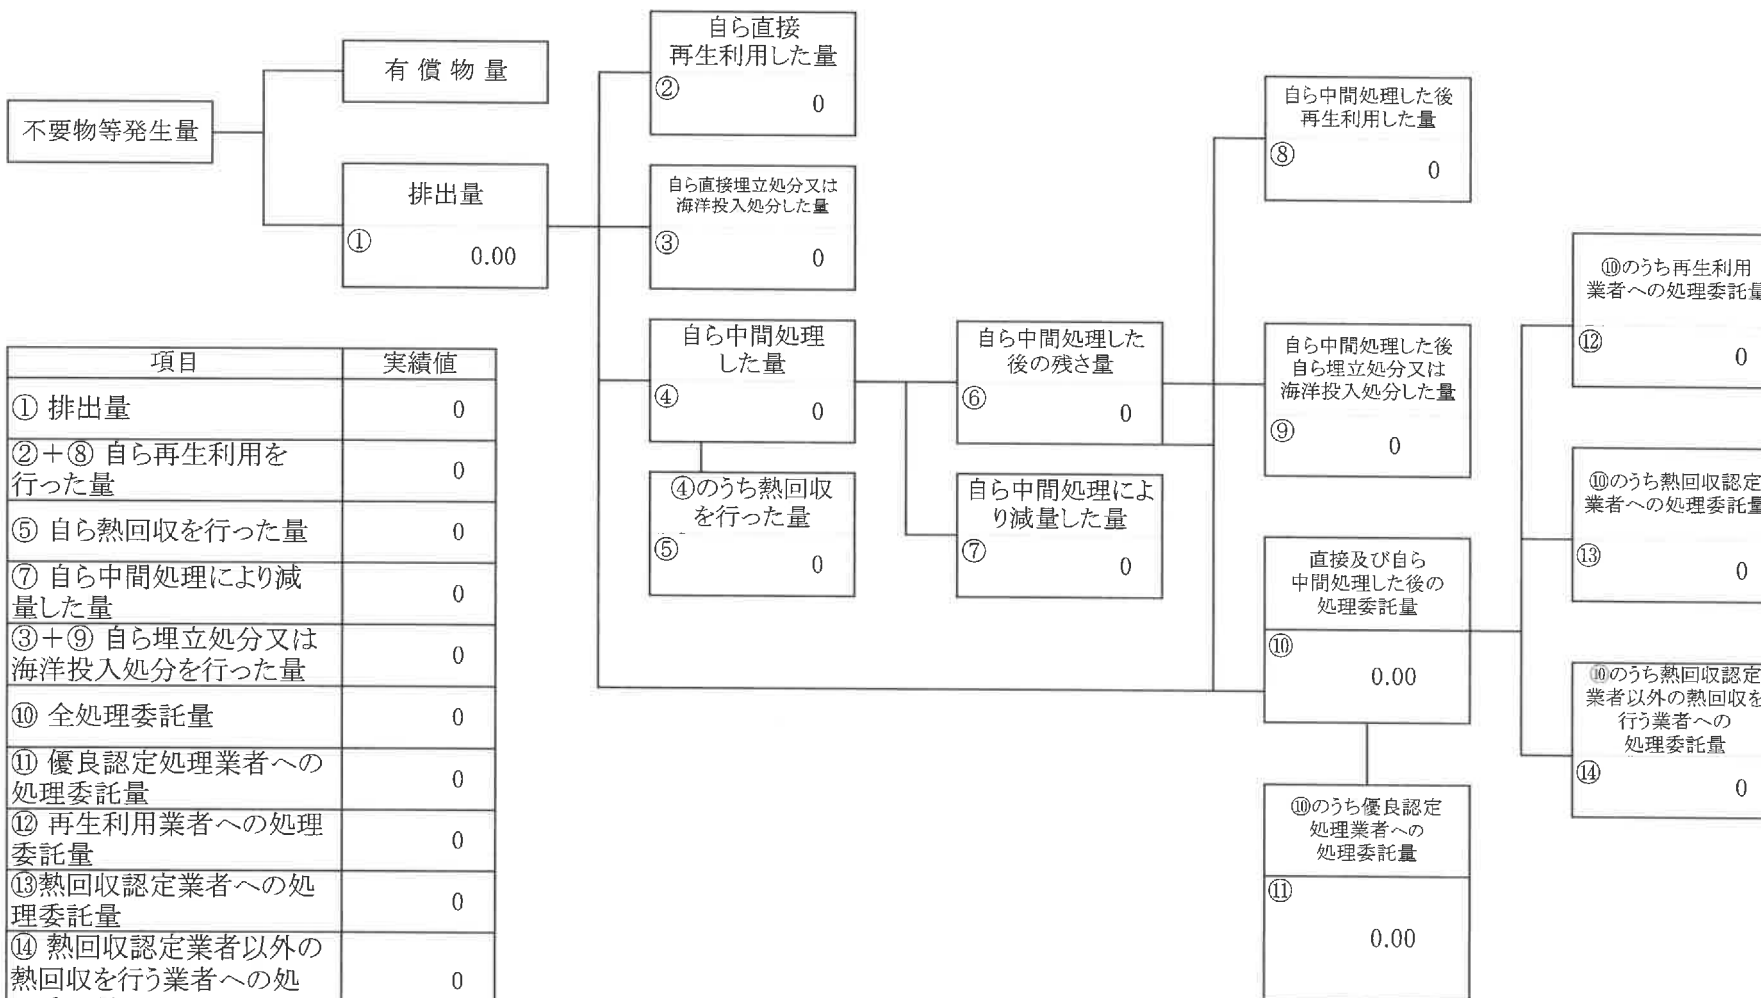 不要物等発生量
有償物量
排出量
①
0.00
自ら直接
再生利用した量
②
0
自ら直接埋立処分又は
海洋投入処分した量
③
0
自ら中間処理
した量
④
0
④のうち熱回収
を行った量
⑤
0
自ら中間処理した
後の残さ量
⑥
0
自ら中間処理によ
り減量した量
⑦
0
自ら中間処理した後
再生利用した量
⑧
0
自ら中間処理した後
自ら埋立処分又は
海洋投入処分した量
⑨
0
直接及び自ら
中間処理した後の
処理委託量
⑩
0.00
⑩のうち優良認定
処理業者への
処理委託量
⑪
0.00
⑩のうち再生利用
業者への処理委託量
⑫
0
⑩のうち熱回収認定
業者への処理委託量
⑬
0
⑩のうち熱回収認定
業者以外の熱回収を
行う業者への
処理委託量
⑭
0
項目 実績値
① 排出量 0
②+⑧ 自ら再生利用を
行った量 0
⑤ 自ら熱回収を行った量 0
⑦ 自ら中間処理により減
量した量 0
③+⑨ 自ら埋立処分又は
海洋投入処分を行った量 0
⑩ 全処理委託量 0
⑪ 優良認定処理業者への
処理委託量 0
⑫ 再生利用業者への処理
委託量 0
⑬熱回収認定業者への処
理委託量 0
⑭ 熱回収認定業者以外の
熱回収を行う業者への処 0